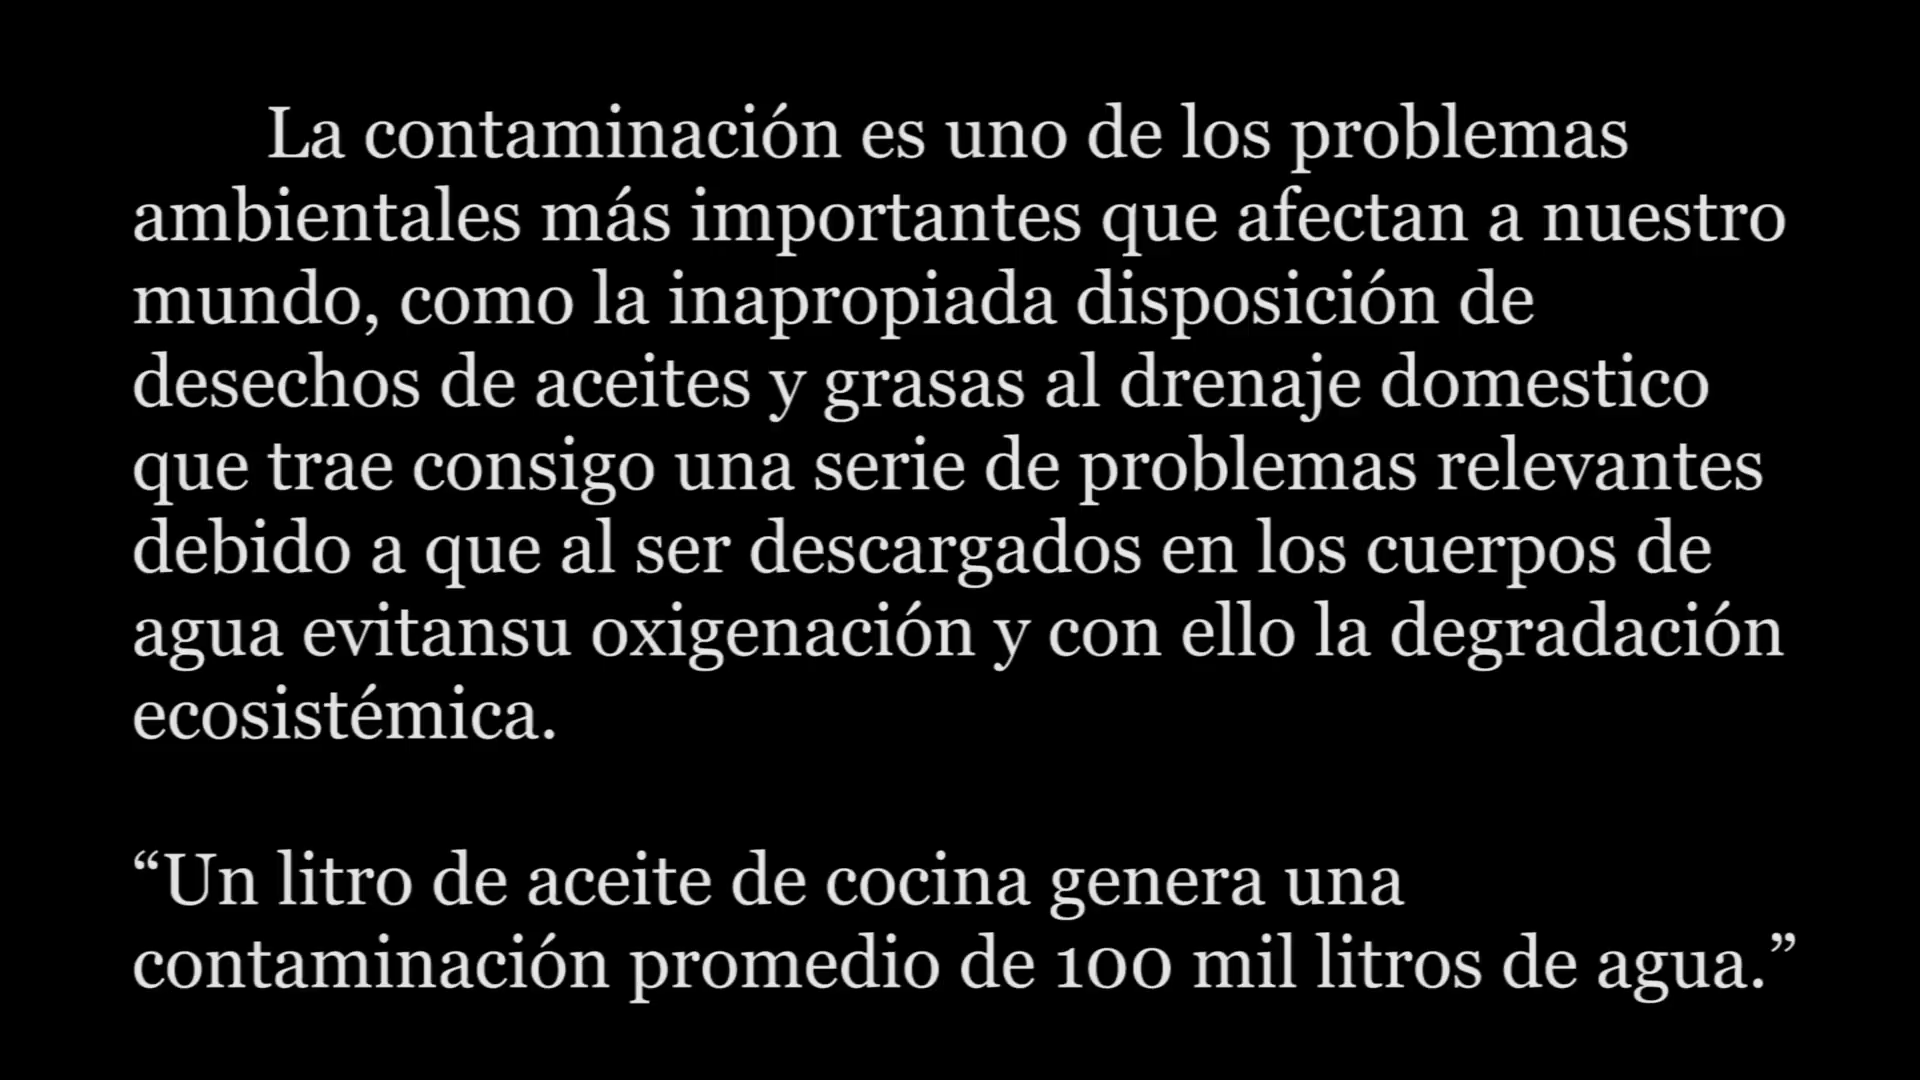 La contaminación es uno de los problemas
ambientales más importantes que afectan a nuestro
mundo, como la inapropiada disposición de
desechos de aceites y grasas al drenaje domestico
que trae consigo una serie de problemas relevantes
debido a que al ser descargados en los cuerpos de
agua evitansu oxigenación y con ello la degradación
ecosistémica.
“Un litro de aceite de cocina genera una
contaminación promedio de 100 mil litros de agua.”